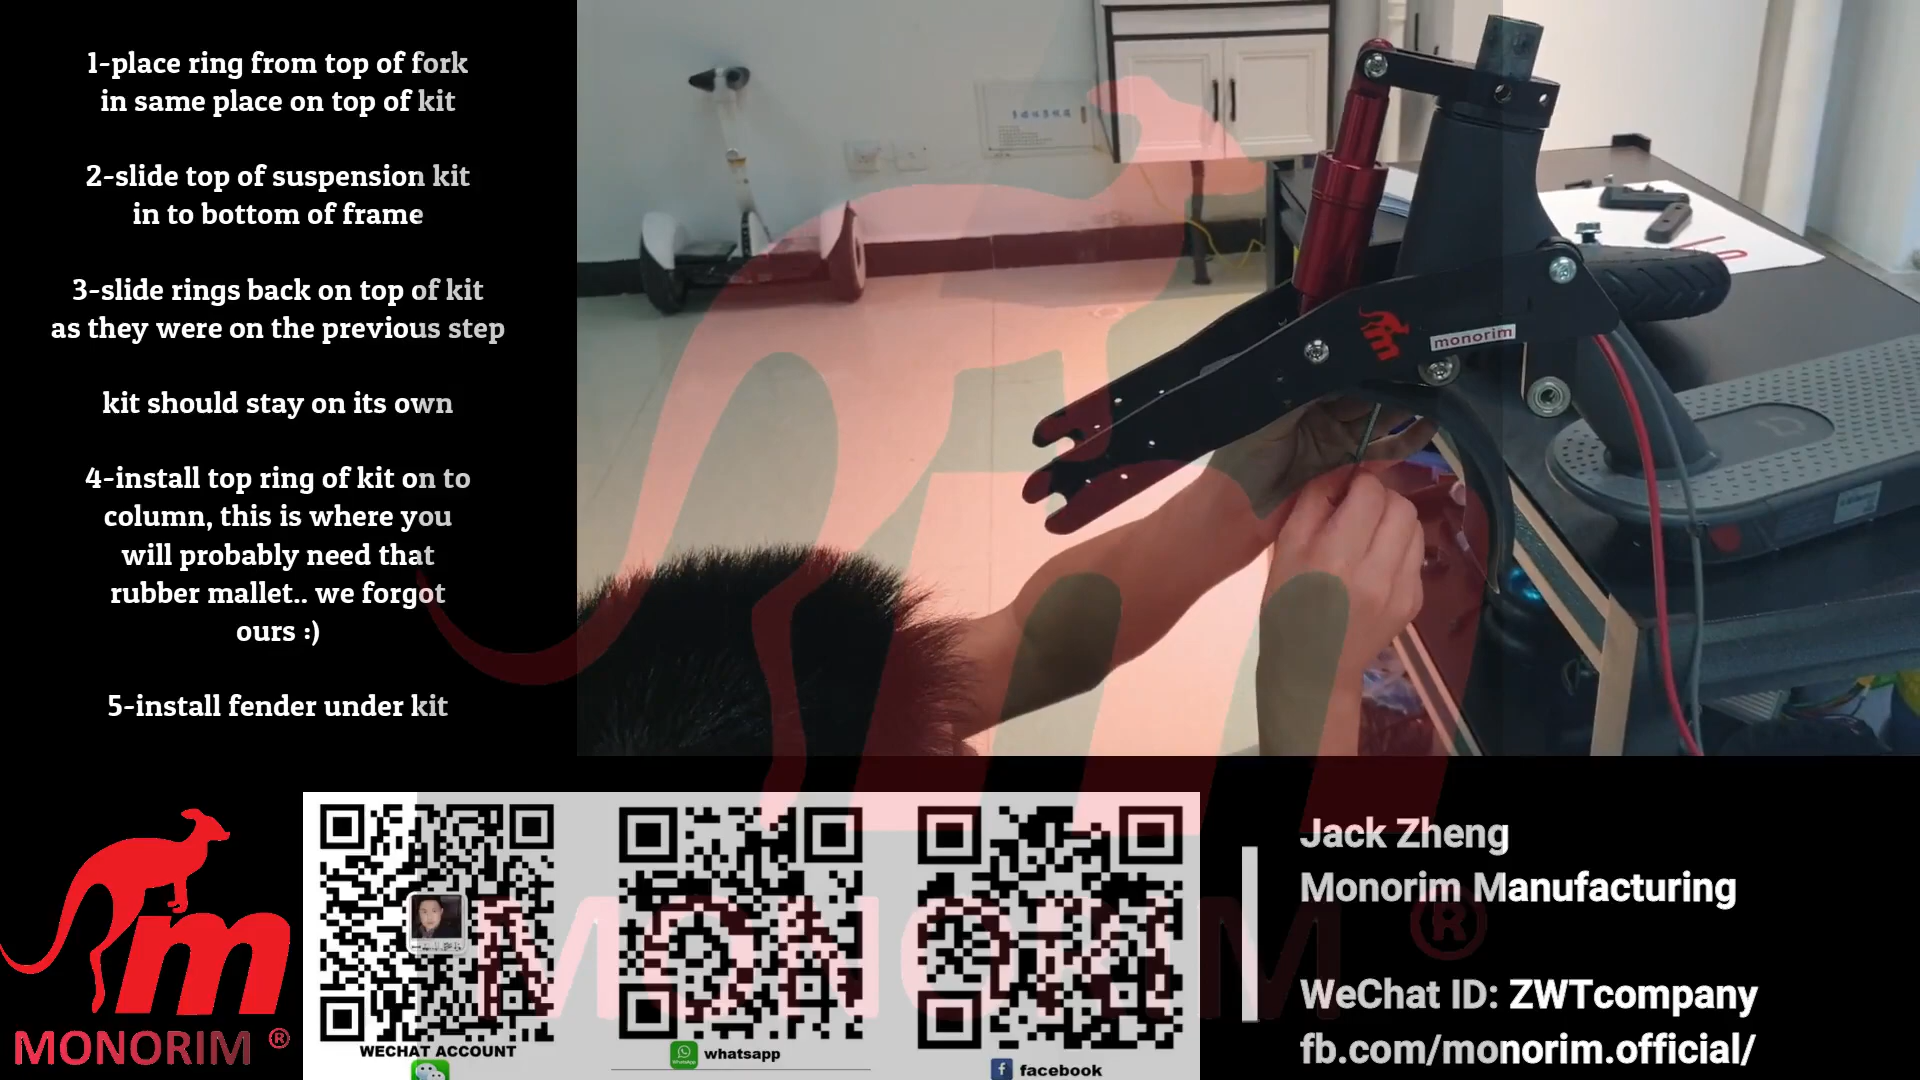 1-place ring from top of fork
in same place on top of kit
2-slide top of suspension kit
in to bottom of frame
3-slide rings back on top of kit
as they were on the previous step
kit should stay on its own
4-install top ring of kit on to
column, this is where you
will probably need that
rubber mallet.. we forgot
ours :)
5-install fender under kit
m
monorim
m
MONORIM ®
WECHAT ACCOUNT
whatsapp
facebook
MONORIM ®
Jack Zheng
Monorim Manufacturing
WeChat ID: ZWTcompany
fb.com/monorim.official/